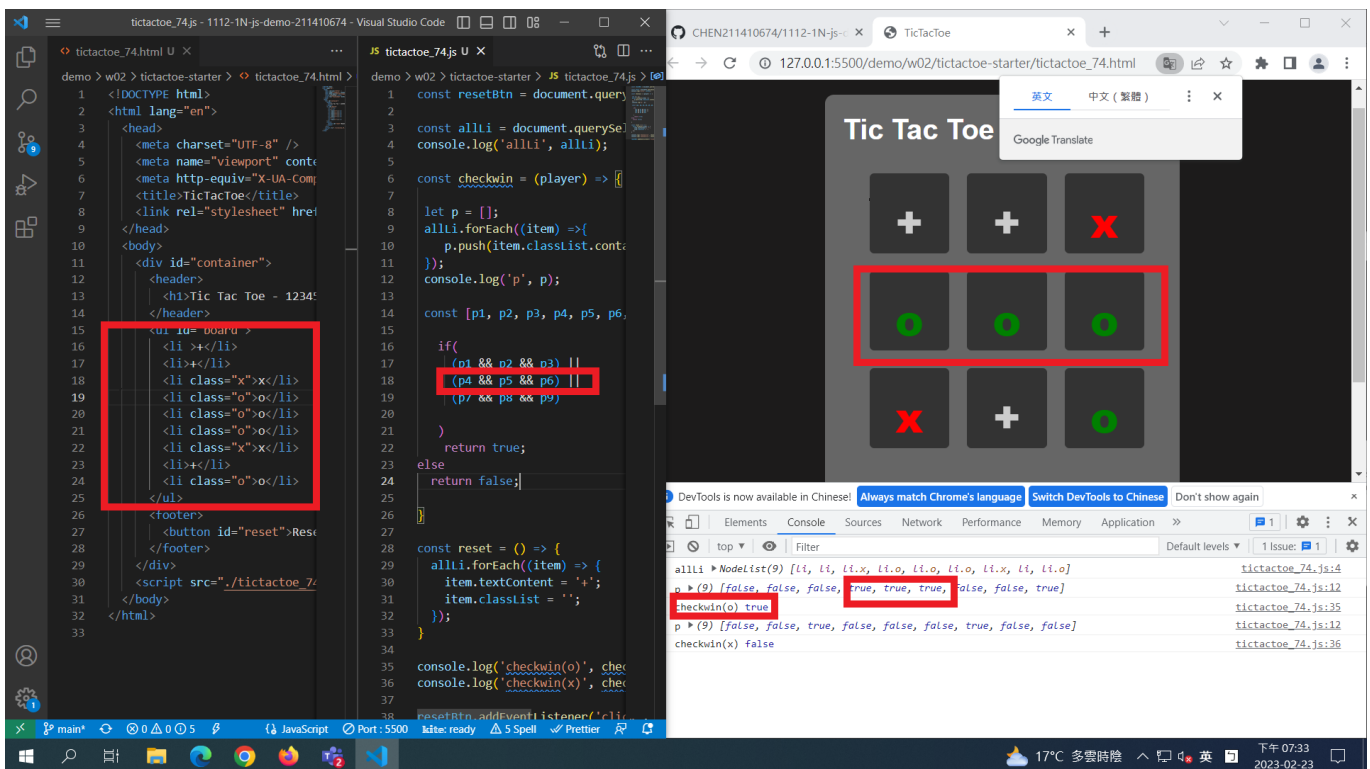 tictactoe_74.js - 1112-1N-js-demo-211410674 - Visual Studio Code
tictactoe_74.html U
tictactoe_74.js U
demo > w02 > tictactoe-starter > tictactoe_74.html >
1 <!DOCTYPE html>
2 <html lang="en">
3 <head>
4 <meta charset="UTF-8" />
5 <meta name="viewport" conte
6 <meta http-equiv="X-UA-Comp
7 <title>TicTacToe</title>
8 <link rel="stylesheet" href
9 </head>
10 <body>
11 <div id="container">
12 <header>
13 <h1>Tic Tac Toe - 12345
14 </header>
15 <ul id="board">
16 <li >+</li>
17 <li>+</li>
18 <li class="x">x</li>
19 <li class="o">o</li>
20 <li class="o">o</li>
21 <li class="o">o</li>
22 <li class="x">x</li>
23 <li>+</li>
24 <li class="o">o</li>
25 </ul>
26 <footer>
27 <button id="reset">Rese
28 </footer>
29 </div>
30 <script src="./tictactoe_74
31 </body>
32 </html>
33
demo > w02 > tictactoe-starter > JS tictactoe_74.js >
1 const resetBtn = document.query
2
3 const allLi = document.querySel
4 console.log('allLi', allLi);
5
6 const checkwin = (player) => {
7
8 let p = [];
9 allLi.forEach((item) =>{
10 p.push(item.classList.conta
11 });
12 console.log('p', p);
13
14 const [p1, p2, p3, p4, p5, p6,
15
16 if(
17 (p1 && p2 && p3) ||
18 (p4 && p5 && p6) ||
19 (p7 && p8 && p9)
20
21 )
22 return true;
23 else
24 return false;
25
26 }
27
28 const reset = () => {
29 allLi.forEach((item) => {
30 item.textContent = '+';
31 item.classList = '';
32 });
33 }
34
35 console.log('checkwin(o)', chec
36 console.log('checkwin(x)', chec
37
38 resetBtn.addEventListener('clic
main* 0 0 5 JavaScript Port : 5500 kite: ready 5 Spell Prettier
CHEN211410674/1112-1N-js-c
TicTacToe
127.0.0.1:5500/demo/w02/tictactoe-starter/tictactoe_74.html
英文 中文 ( 繁體 )
Google Translate
Tic Tac Toe
+ + x
o o o
x + o
DevTools is now available in Chinese! Always match Chrome's language Switch DevTools to Chinese Don't show again
Elements Console Sources Network Performance Memory Application » 1
top Filter Default levels 1 Issue: 1
allLi NodeList(9) [li, li, li.x, li.o, li.o, li.o, li.x, li, li.o] tictactoe_74.js:4
p (9) [false, false, false, true, true, true, false, false, true] tictactoe_74.js:12
checkwin(o) true tictactoe_74.js:35
p (9) [false, false, true, false, false, false, true, false, false] tictactoe_74.js:12
checkwin(x) false tictactoe_74.js:36
17°C 多雲時陰 英 下午 07:33
2023-02-23